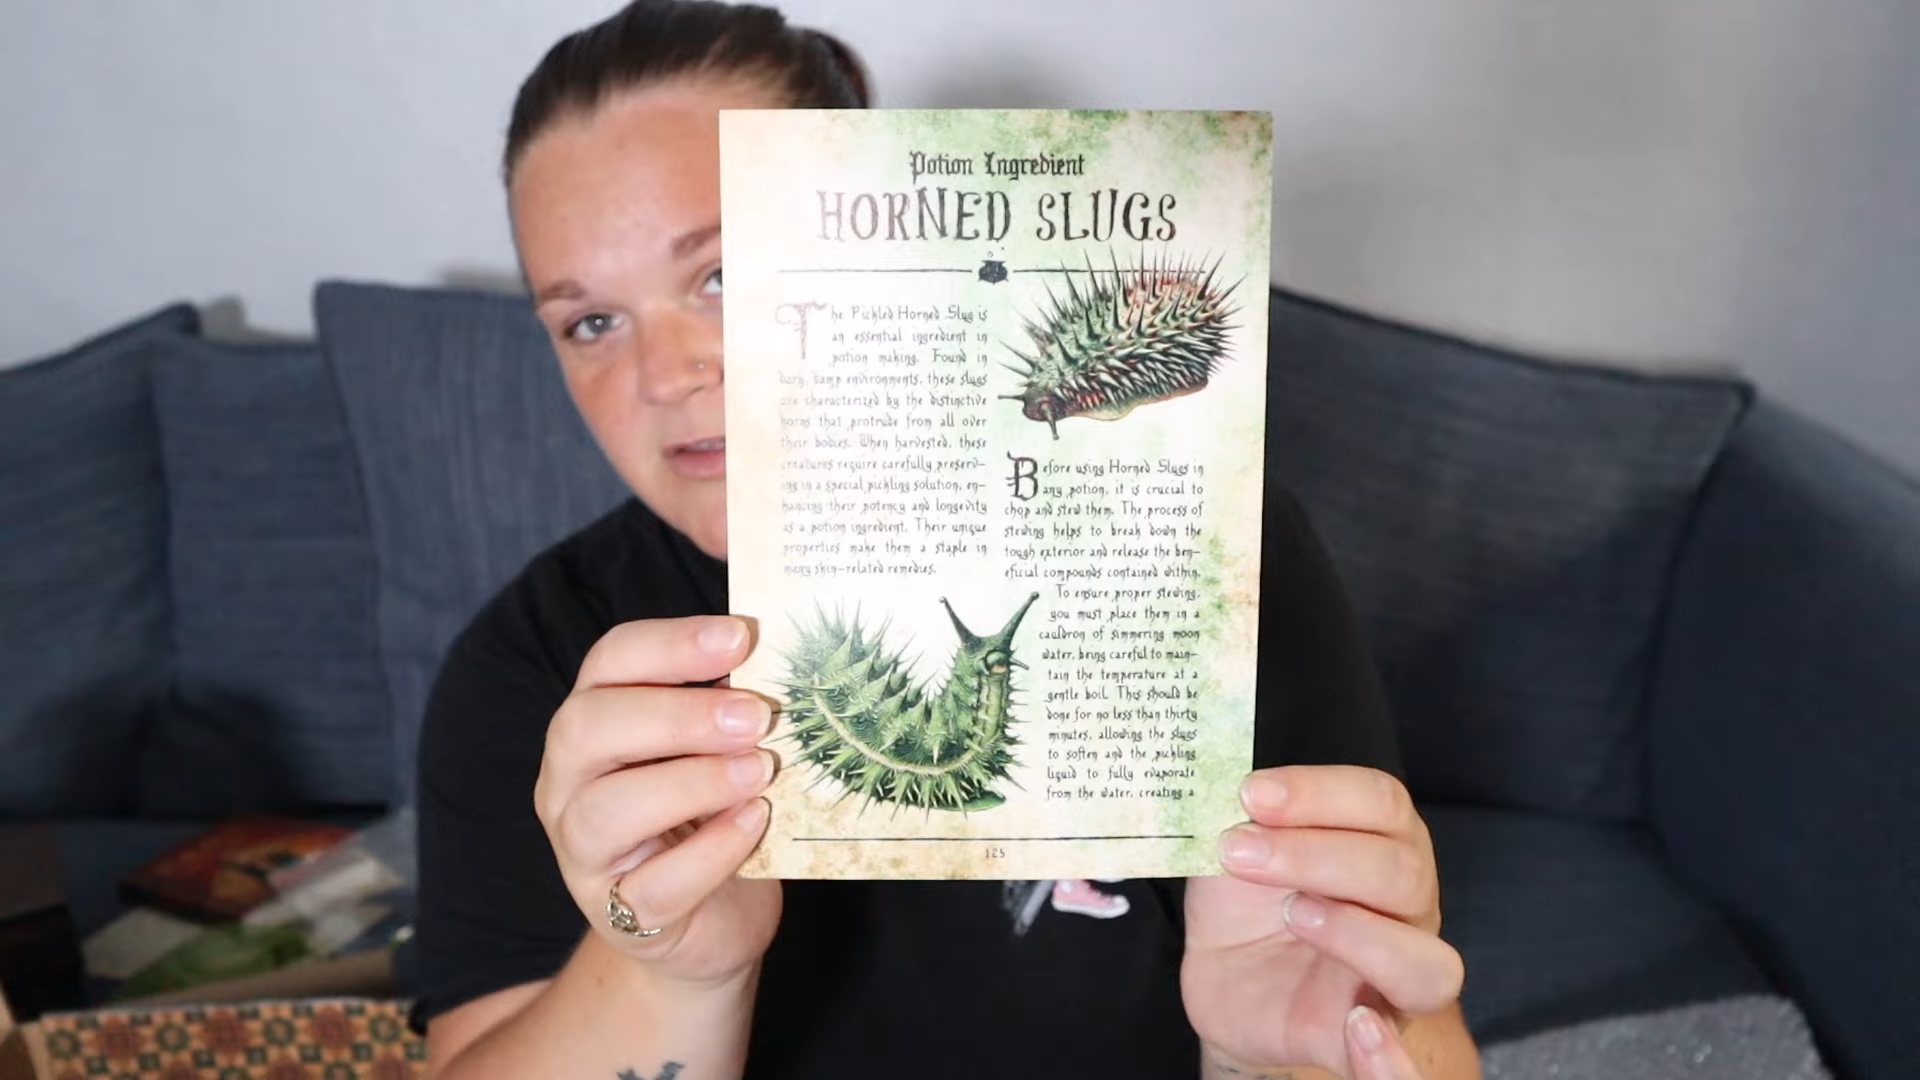 Potion Ingredient
HORNED SLUGS
The Pickled Horned Slug is
an essential ingredient in
potion making. Found in
dark, damp environments, these slugs
are characterized by the distinctive
horns that protrude from all over
their bodies. When harvested, these
creatures require carefully preserv-
ing in a special pickling solution, en-
hancing their potency and longevity
as a potion ingredient. Their unique
properties make them a staple in
many skin-related remedies.
Before using Horned Slugs in
any potion, it is crucial to
chop and stew them. The process of
stewing helps to break down the
tough exterior and release the ben-
eficial compounds contained within.
To ensure proper stewing,
you must place them in a
cauldron of simmering moon
water, being careful to main-
tain the temperature at a
gentle boil. This should be
done for no less than thirty
minutes, allowing the slugs
to soften and the pickling
liquid to fully evaporate
from the water, creating a
125